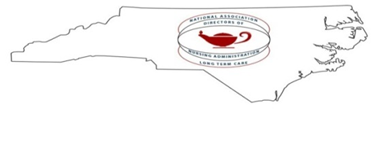 NATIONAL ASSOCIATION
DIRECTORS OF
NURSING ADMINISTRATION
LONG TERM CARE